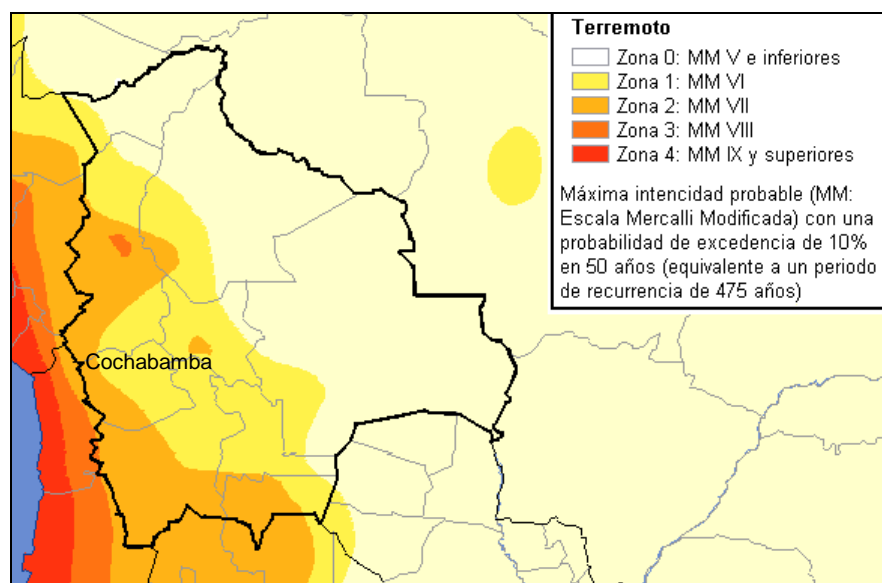 Terremoto
Zona 0: MM V e inferiores
Zona 1: MM VI
Zona 2: MM VII
Zona 3: MM VIII
Zona 4: MM IX y superiores
Máxima intencidad probable (MM:
Escala Mercalli Modificada) con una
probabilidad de excedencia de 10%
en 50 años (equivalente a un periodo
de recurrencia de 475 años)
Cochabamba